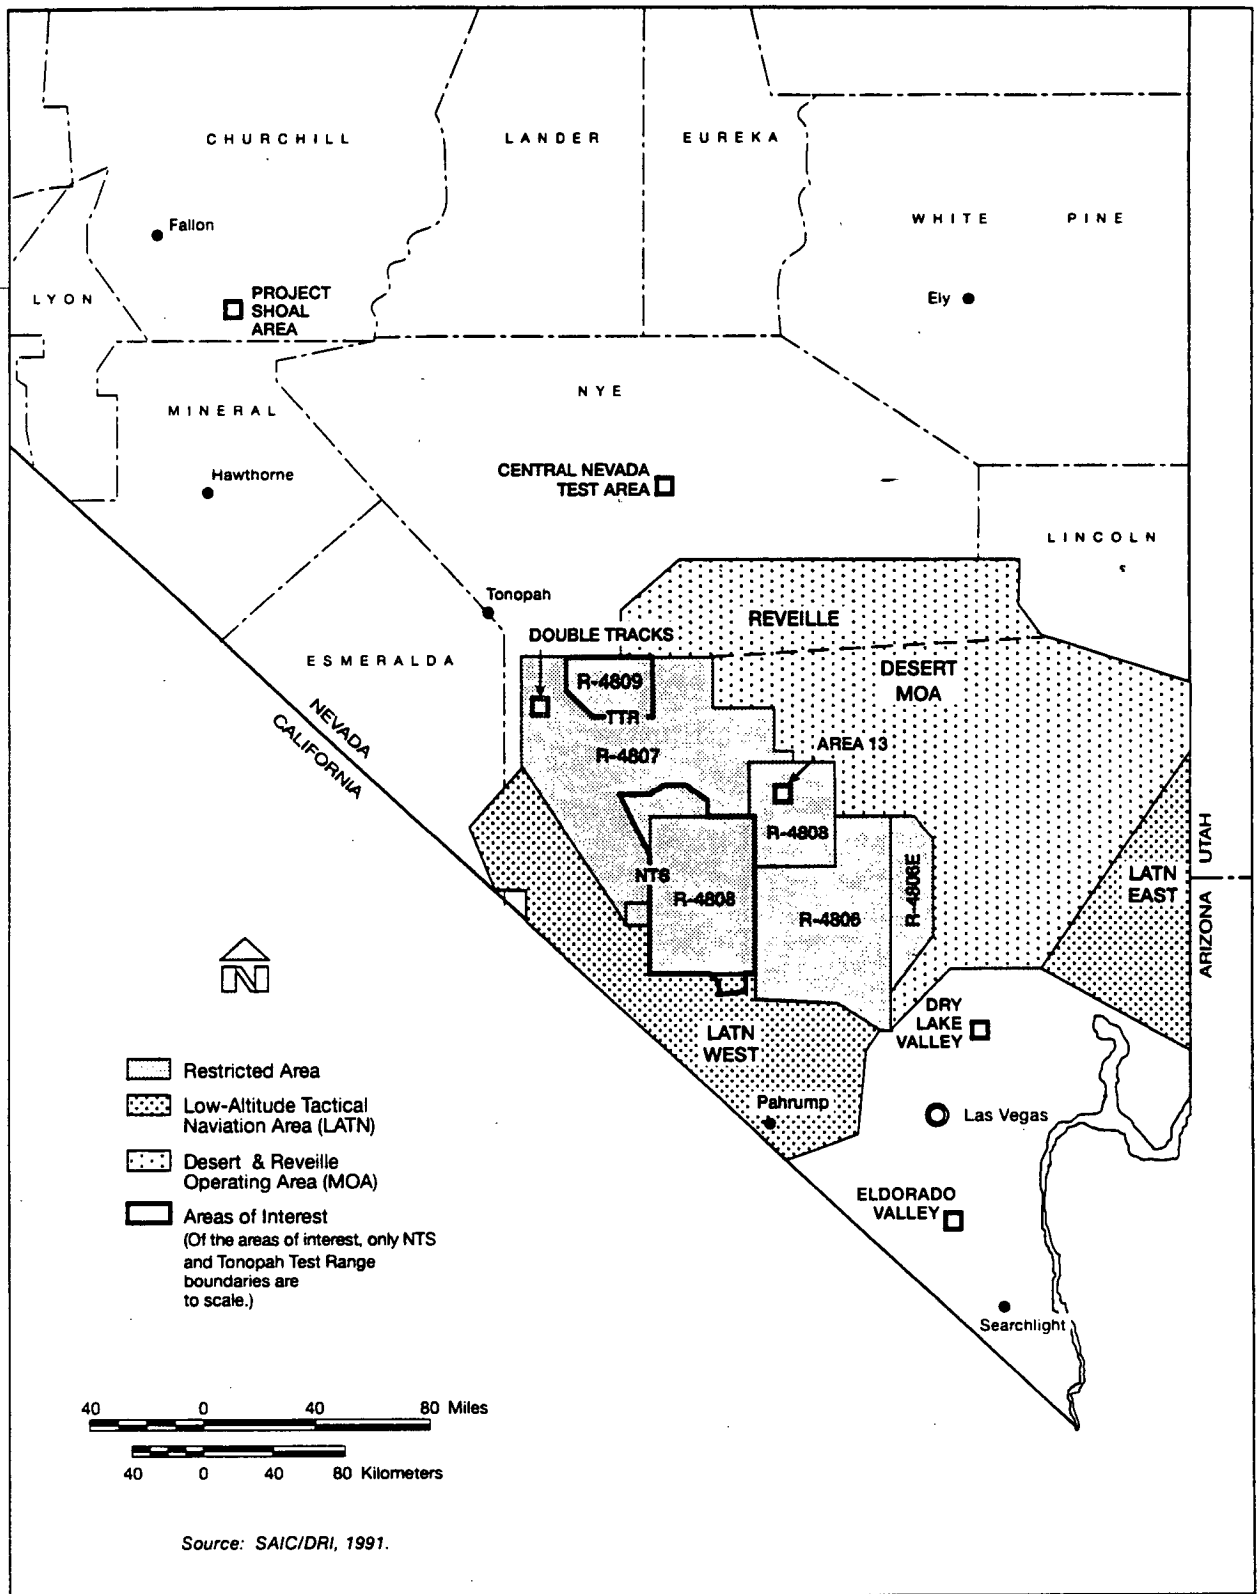 CHURCHILL
LANDER
EUREKA
WHITE PINE
Fallon
LYON
PROJECT
SHOAL
AREA
Ely
NYE
MINERAL
Hawthorne
CENTRAL NEVADA
TEST AREA
LINCOLN
Tonopah
REVEILLE
DOUBLE TRACKS
ESMERALDA
DESERT
MOA
R-4809
TTR
NEVADA
CALIFORNIA
R-4807
AREA 13
R-4808
UTAH
ARIZONA
NTS
R-4808
R-4806
R-4806E
LATN
EAST
N
DRY
LAKE
VALLEY
LATN
WEST
Pahrump
Las Vegas
Restricted Area
Low-Altitude Tactical
Naviation Area (LATN)
Desert & Reveille
Operating Area (MOA)
Areas of Interest
(Of the areas of interest, only NTS
and Tonopah Test Range
boundaries are
to scale.)
ELDORADO
VALLEY
Searchlight
40 0 40 80 Miles
40 0 40 80 Kilometers
Source: SAIC/DRI, 1991.